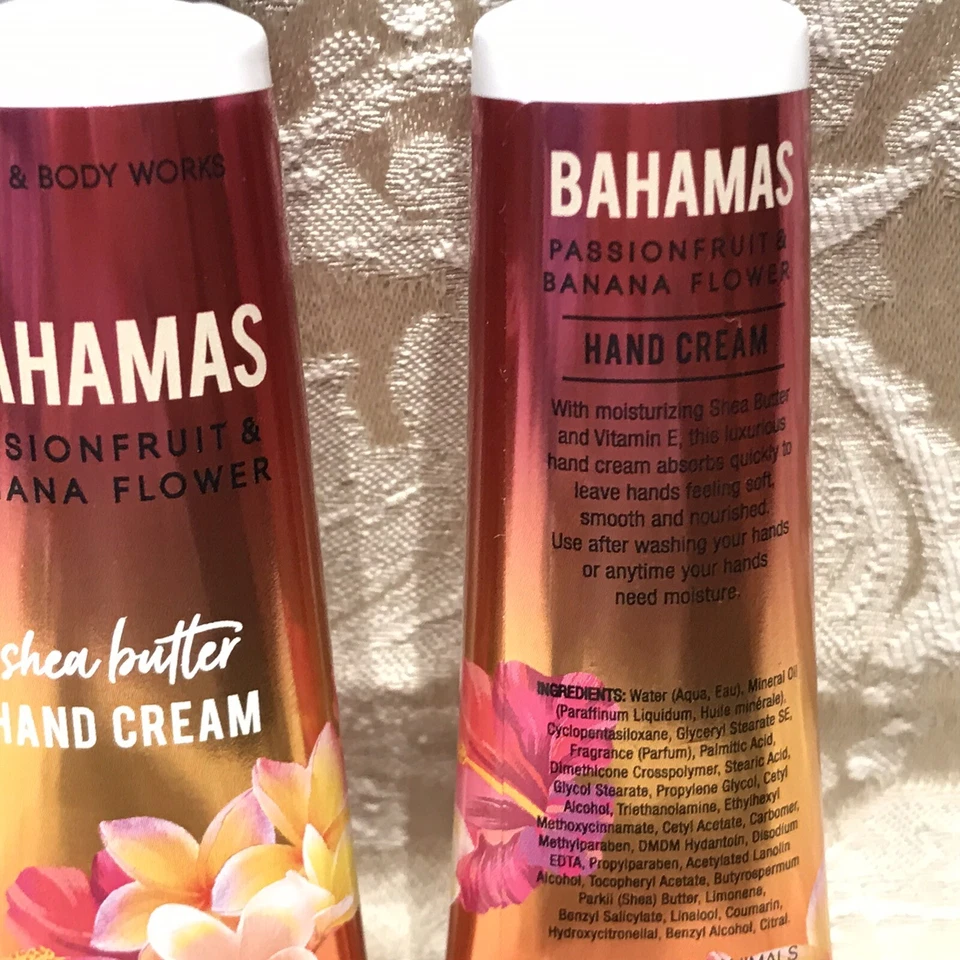 & BODY WORKS
AHAMAS
SIONFRUIT &
ANA FLOWER
shea butter
HAND CREAM
BAHAMAS
PASSIONFRUIT &
BANANA FLOWER
HAND CREAM
With moisturizing Shea Butter
and Vitamin E, this luxurious
hand cream absorbs quickly to
leave hands feeling soft,
smooth and nourished.
Use after washing your hands
or anytime your hands
need moisture.
INGREDIENTS: Water (Aqua, Eau), Mineral Oil
(Paraffinum Liquidum, Huile minérale),
Cyclopentasiloxane, Glyceryl Stearate SE,
Fragrance (Parfum), Palmitic Acid,
Dimethicone Crosspolymer, Stearic Acid,
Glycol Stearate, Propylene Glycol, Cetyl
Alcohol, Triethanolamine, Ethylhexyl
Methoxycinnamate, Cetyl Acetate, Carbomer,
Methylparaben, DMDM Hydantoin, Disodium
EDTA, Propylparaben, Acetylated Lanolin
Alcohol, Tocopheryl Acetate, Butyrospermum
Parkii (Shea) Butter, Limonene,
Benzyl Salicylate, Linalool, Coumarin,
Hydroxycitronellal, Benzyl Alcohol, Citral.